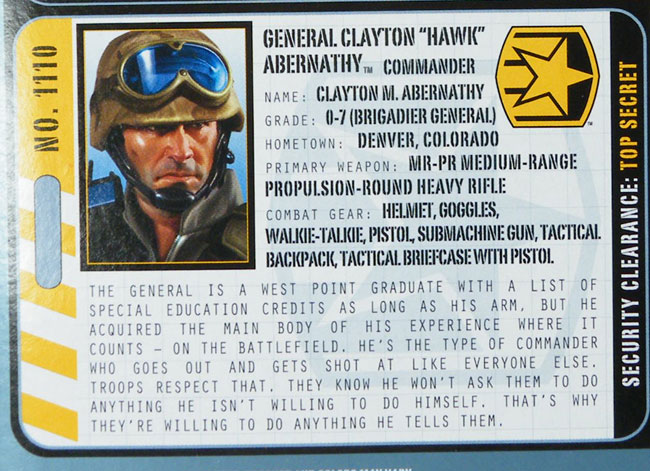 GENERAL CLAYTON "HAWK"
ABERNATHY™ COMMANDER
NAME: CLAYTON M. ABERNATHY
GRADE: O-7 (BRIGADIER GENERAL)
HOMETOWN: DENVER, COLORADO
PRIMARY WEAPON: MR-PR MEDIUM-RANGE
PROPULSION-ROUND HEAVY RIFLE
COMBAT GEAR: HELMET, GOGGLES,
WALKIE-TALKIE, PISTOL, SUBMACHINE GUN, TACTICAL
BACKPACK, TACTICAL BRIEFCASE WITH PISTOL.
THE GENERAL IS A WEST POINT GRADUATE WITH A LIST OF
SPECIAL EDUCATION CREDITS AS LONG AS HIS ARM, BUT HE
ACQUIRED THE MAIN BODY OF HIS EXPERIENCE WHERE IT
COUNTS – ON THE BATTLEFIELD. HE'S THE TYPE OF COMMANDER
WHO GOES OUT AND GETS SHOT AT LIKE EVERYONE ELSE.
TROOPS RESPECT THAT. THEY KNOW HE WON'T ASK THEM TO DO
ANYTHING HE ISN'T WILLING TO DO HIMSELF. THAT'S WHY
THEY'RE WILLING TO DO ANYTHING HE TELLS THEM.
NO. 1110
SECURITY CLEARANCE: TOP SECRET
TM